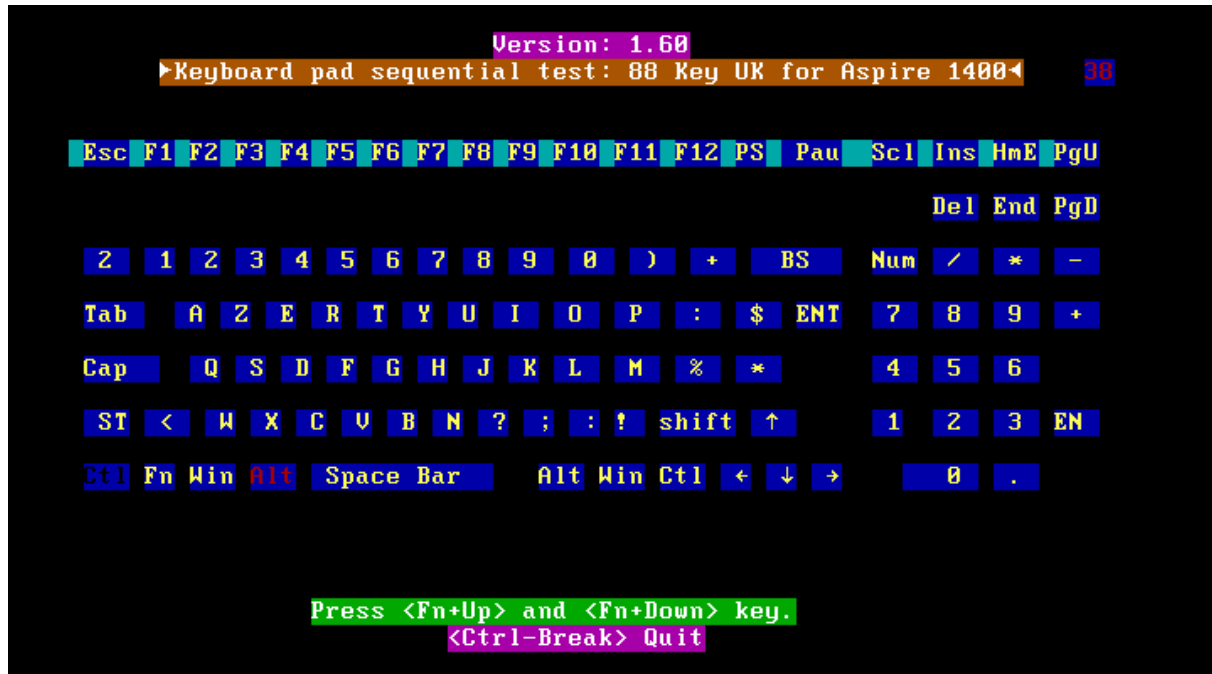 Version: 1.60
►Keyboard pad sequential test: 88 Key UK for Aspire 1400◄ 38
Esc F1 F2 F3 F4 F5 F6 F7 F8 F9 F10 F11 F12 PS Pau Scl Ins HmE PgU
Del End PgD
2 1 2 3 4 5 6 7 8 9 0 ) + BS Num / * -
Tab A Z E R T Y U I O P : $ ENT 7 8 9 +
Cap Q S D F G H J K L M % * 4 5 6
ST < W X C V B N ? ; : ! shift ↑ 1 2 3 EN
Ctl Fn Win Alt Space Bar Alt Win Ctl ← ↓ → 0 .
Press <Fn+Up> and <Fn+Down> key.
<Ctrl-Break> Quit